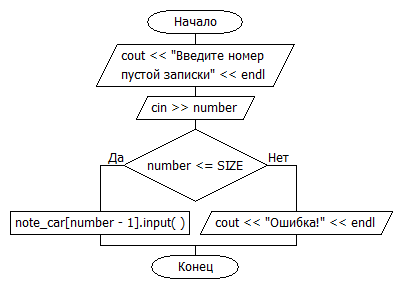 Начало
cout << "Введите номер
пустой записки" << endl
cin >> number
number <= SIZE
Да
Нет
note_car[number - 1].input( )
cout << "Ошибка!" << endl
Конец